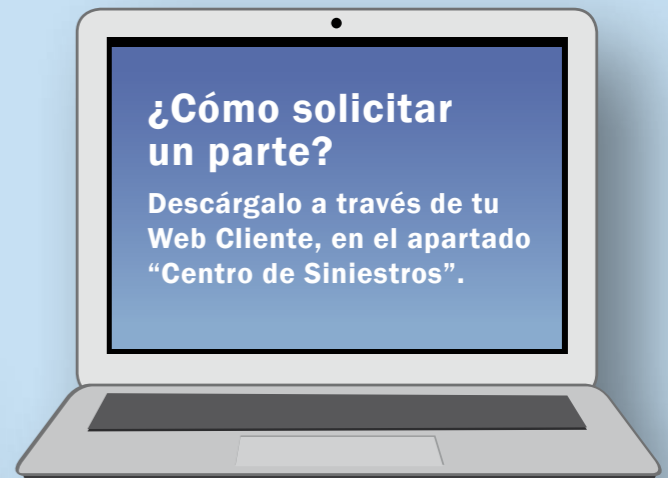 ¿Cómo solicitar
un parte?
Descárgalo a través de tu
Web Cliente, en el apartado
“Centro de Siniestros”.